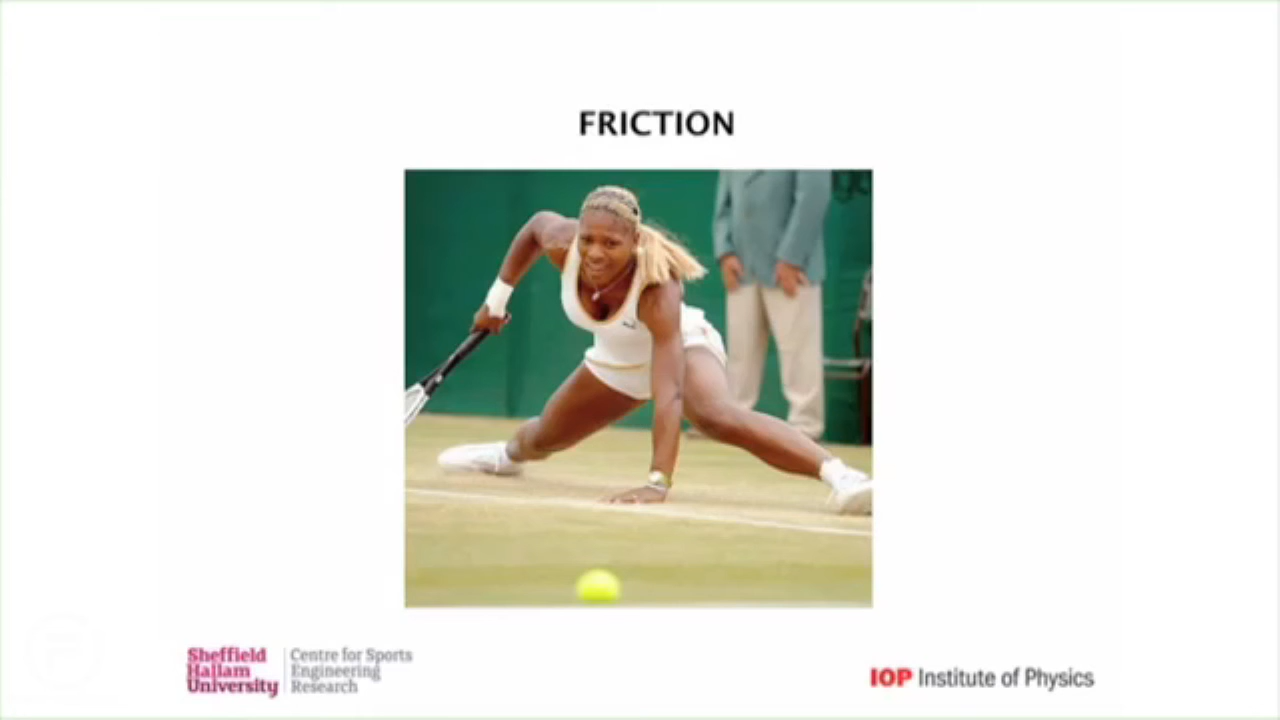 FRICTION
Sheffield
Hallam
University
Centre for Sports
Engineering
Research
IOP Institute of Physics